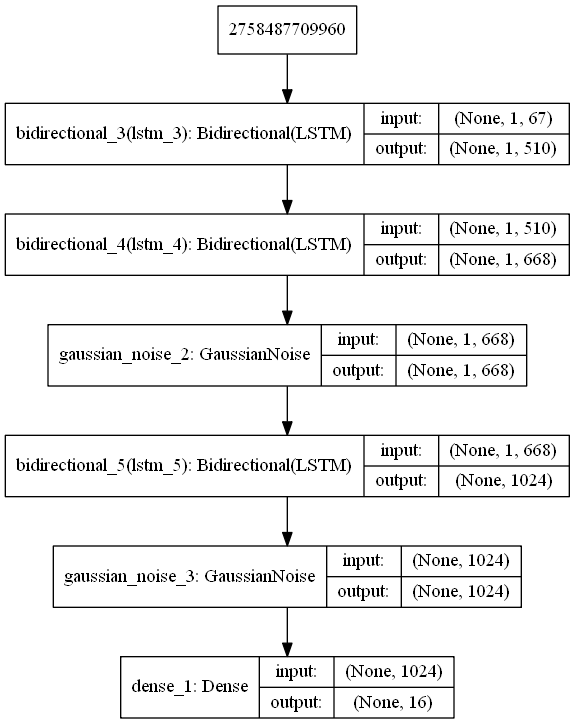 2758487709960
bidirectional_3(lstm_3): Bidirectional(LSTM) input: (None, 1, 67)
output: (None, 1, 510)
bidirectional_4(lstm_4): Bidirectional(LSTM) input: (None, 1, 510)
output: (None, 1, 668)
gaussian_noise_2: GaussianNoise input: (None, 1, 668)
output: (None, 1, 668)
bidirectional_5(lstm_5): Bidirectional(LSTM) input: (None, 1, 668)
output: (None, 1024)
gaussian_noise_3: GaussianNoise input: (None, 1024)
output: (None, 1024)
dense_1: Dense input: (None, 1024)
output: (None, 16)